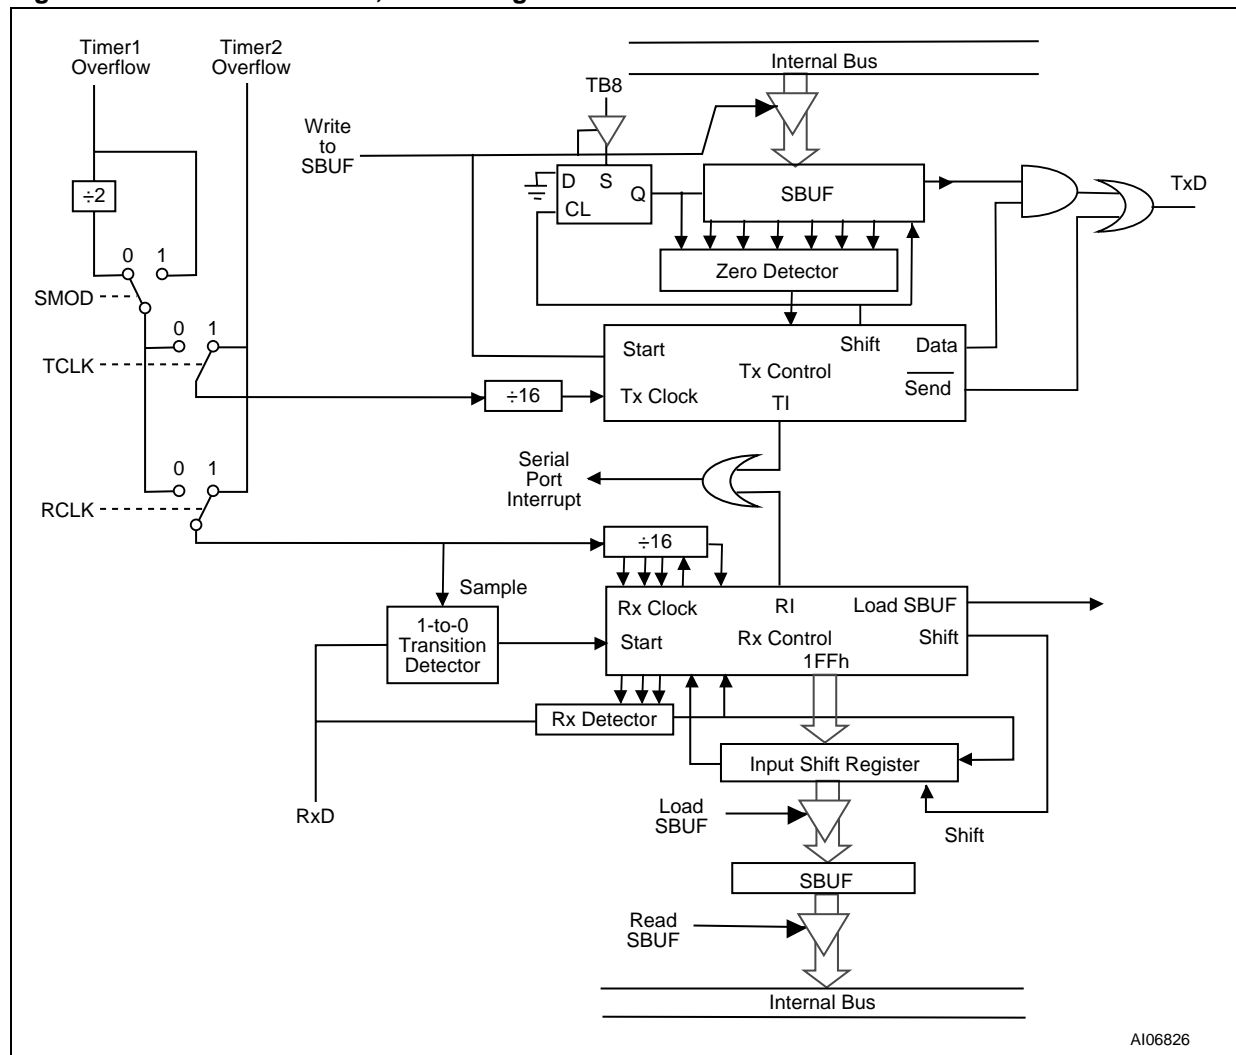 Timer1
Overflow
Timer2
Overflow
Internal Bus
TB8
Write
to
SBUF
D S
Q
CL
SBUF
TxD
÷2
Zero Detector
0 1
SMOD
0 1
TCLK
Start
Shift
Data
Tx Control
Send
Tx Clock
TI
÷16
Serial
Port
Interrupt
0 1
RCLK
÷16
Sample
Rx Clock
RI
Load SBUF
1-to-0
Transition
Detector
Start
Rx Control
Shift
1FFh
Rx Detector
Input Shift Register
RxD
Load
SBUF
Shift
SBUF
Read
SBUF
Internal Bus
AI06826